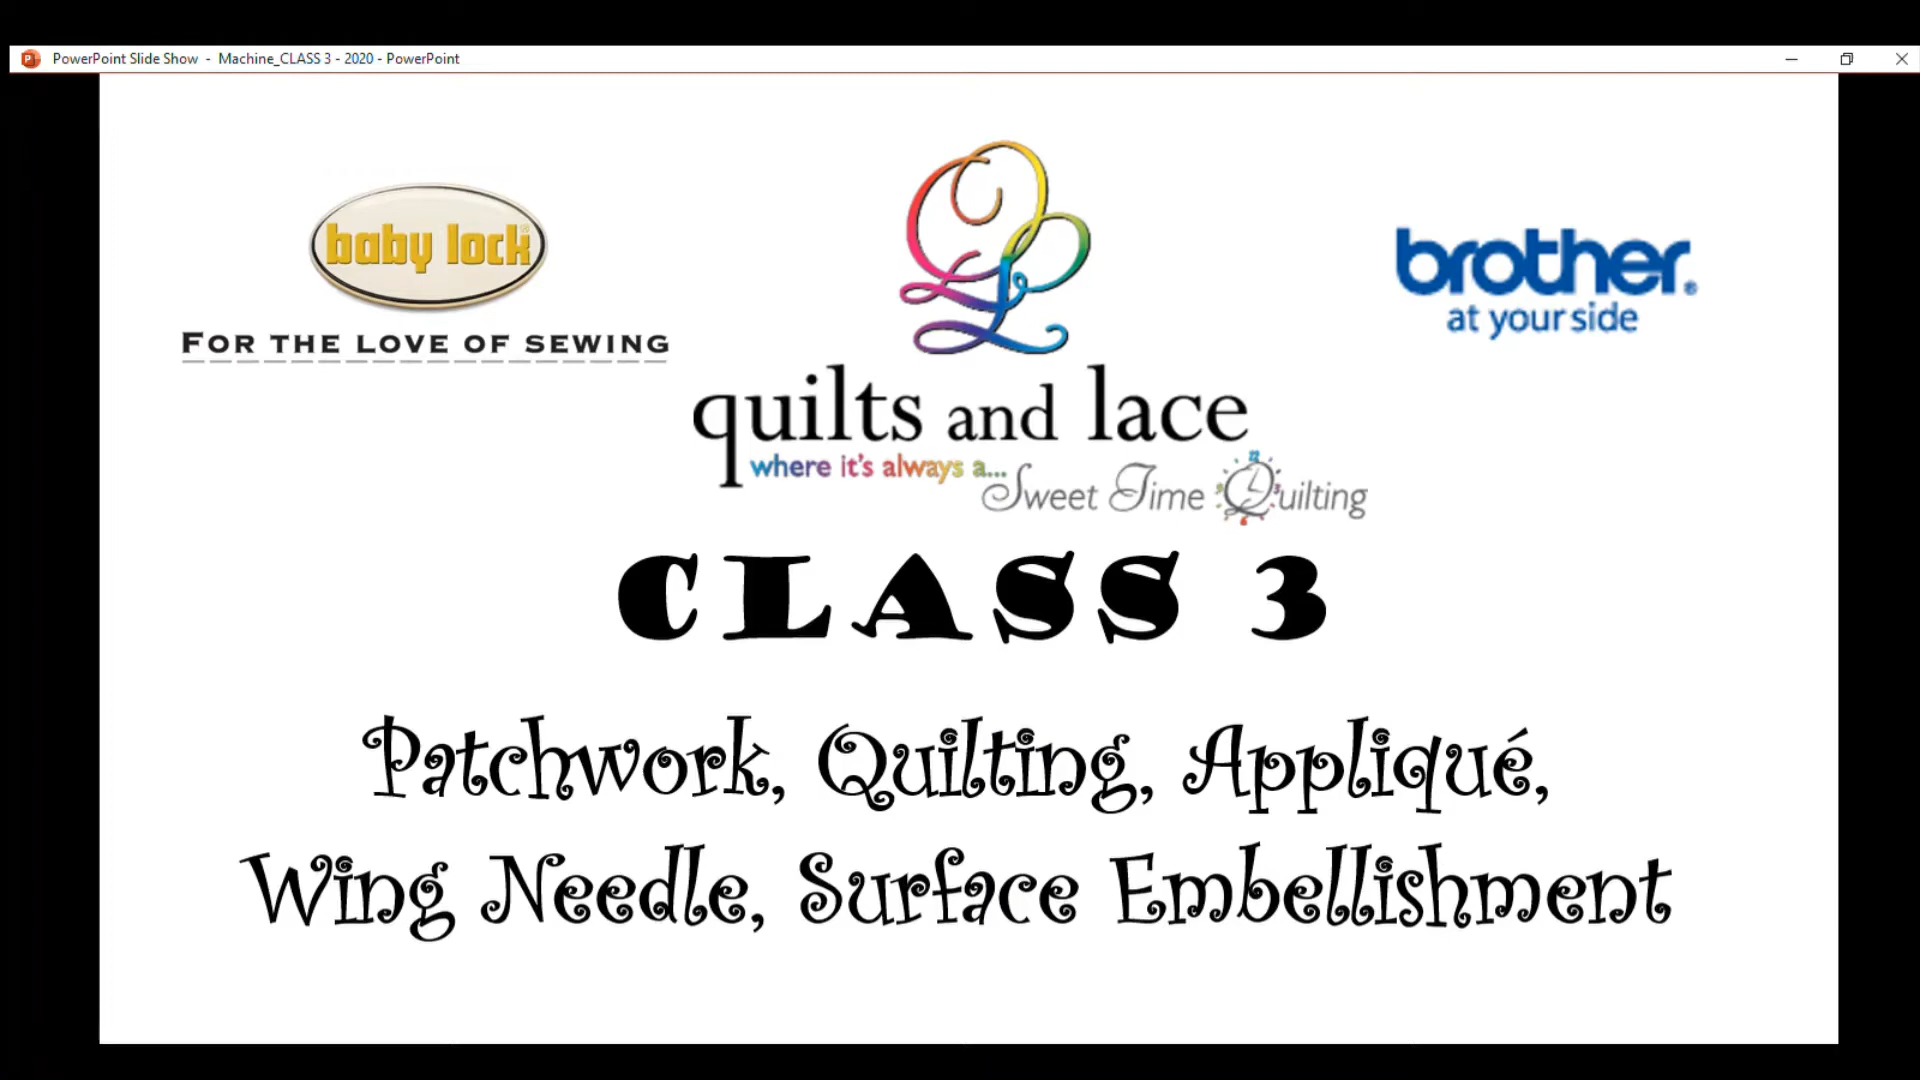 PowerPoint Slide Show - Machine_CLASS 3 - 2020 - PowerPoint
baby lock®
FOR THE LOVE OF SEWING
brother®
at your side
quilts and lace
where it's always a...
Sweet Time Quilting
CLASS 3
Patchwork, Quilting, Appliqué,
Wing Needle, Surface Embellishment